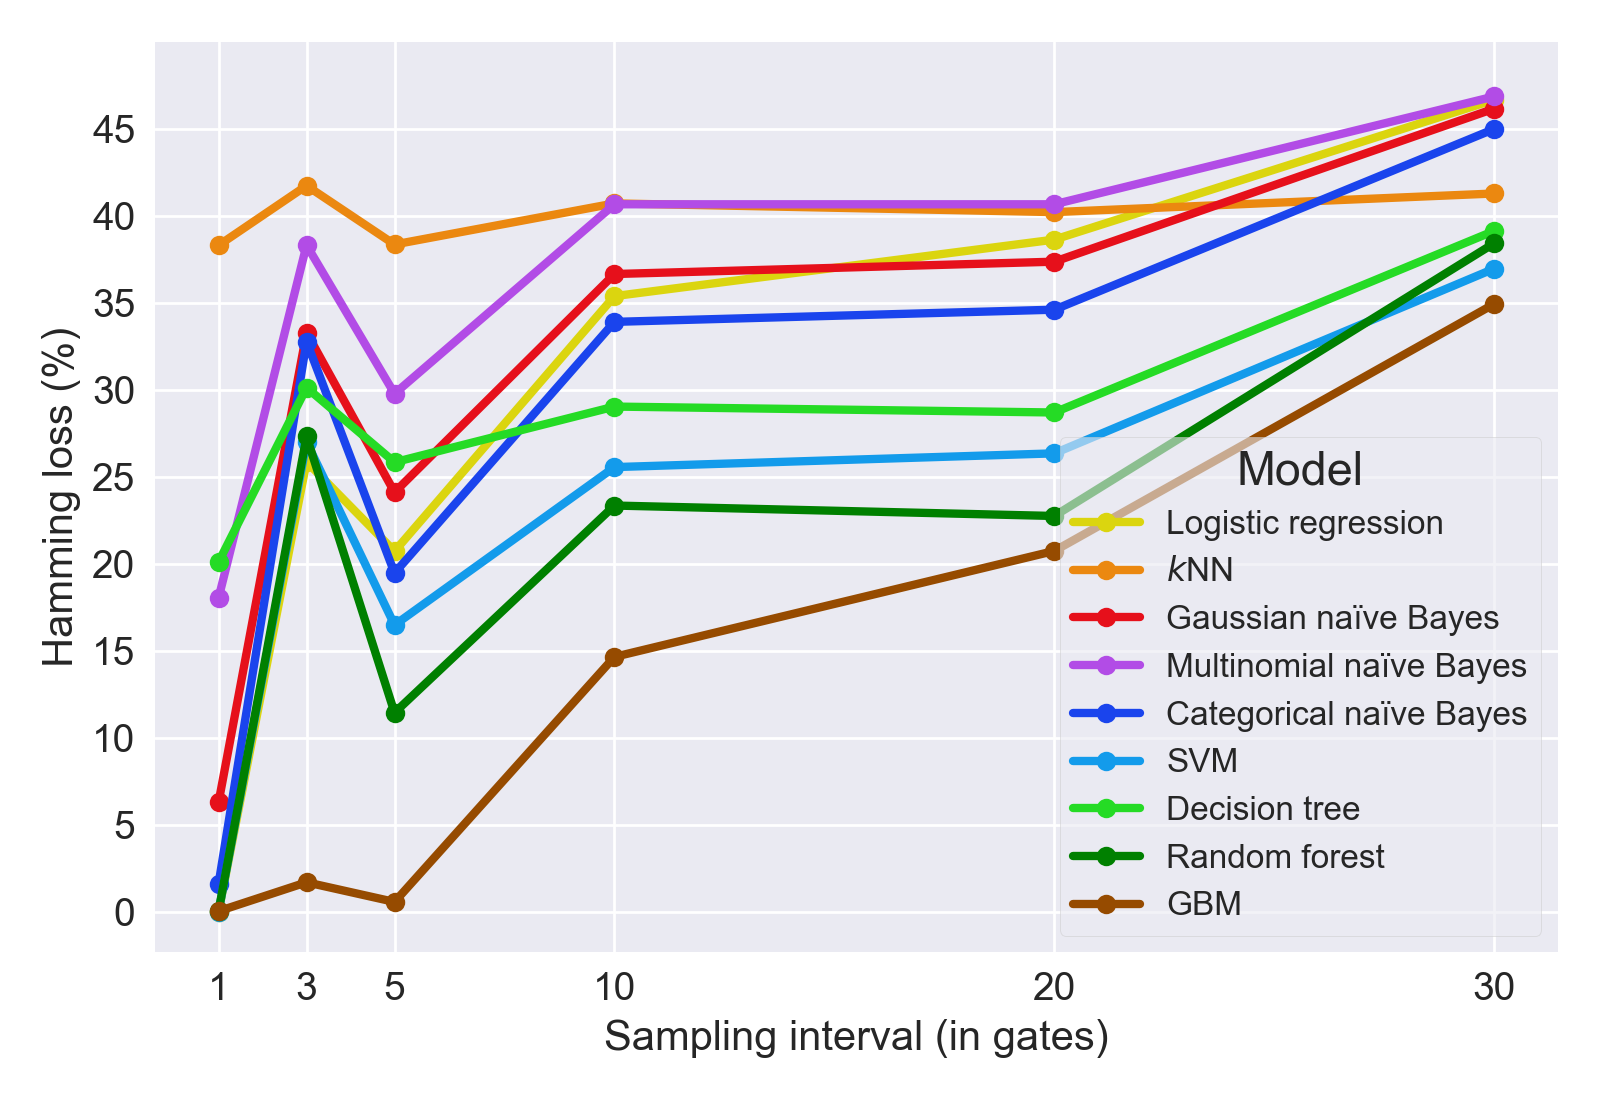 45
40
35
30
25
20
15
10
5
0
Hamming loss (%)
Model
Logistic regression
kNN
Gaussian naïve Bayes
Multinomial naïve Bayes
Categorical naïve Bayes
SVM
Decision tree
Random forest
GBM
1 3 5 10 20 30
Sampling interval (in gates)